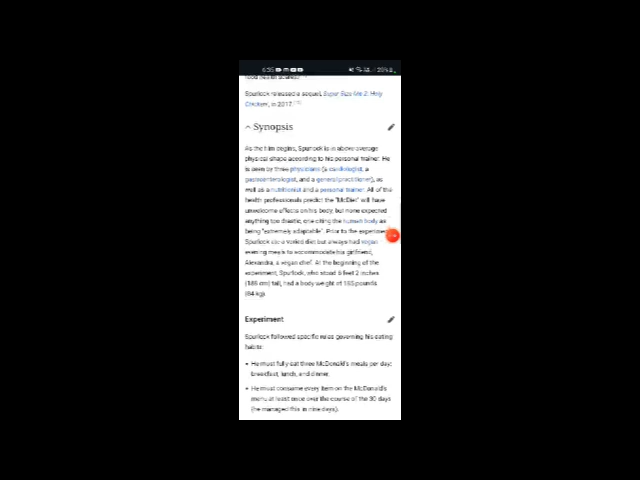 food (health scares).
Spurlock released a sequel, Super Size Me 2: Holy
Chicken!, in 2017.
Synopsis
As the film begins, Spurlock is in above average
physical shape according to his personal trainer. He
is seen by three physicians (a cardiologist, a
gastroenterologist, and a general practitioner), as
well as a nutritionist and a personal trainer. All of the
health professionals predict the "McDiet" will have
unwelcome effects on his body, but none expected
anything too drastic, one citing the human body as
being "extremely adaptable". Prior to the experiment,
Spurlock ate a varied diet but always had vegan
evening meals to accommodate his girlfriend,
Alexandra, a vegan chef. At the beginning of the
experiment, Spurlock, who stood 6 feet 2 inches
(188 cm) tall, had a body weight of 185 pounds
(84 kg).
Experiment
Spurlock followed specific rules governing his eating
habits:
He must fully eat three McDonald's meals per day:
breakfast, lunch, and dinner.
He must consume every item on the McDonald's
menu at least once over the course of the 30 days
(he managed this in nine days).